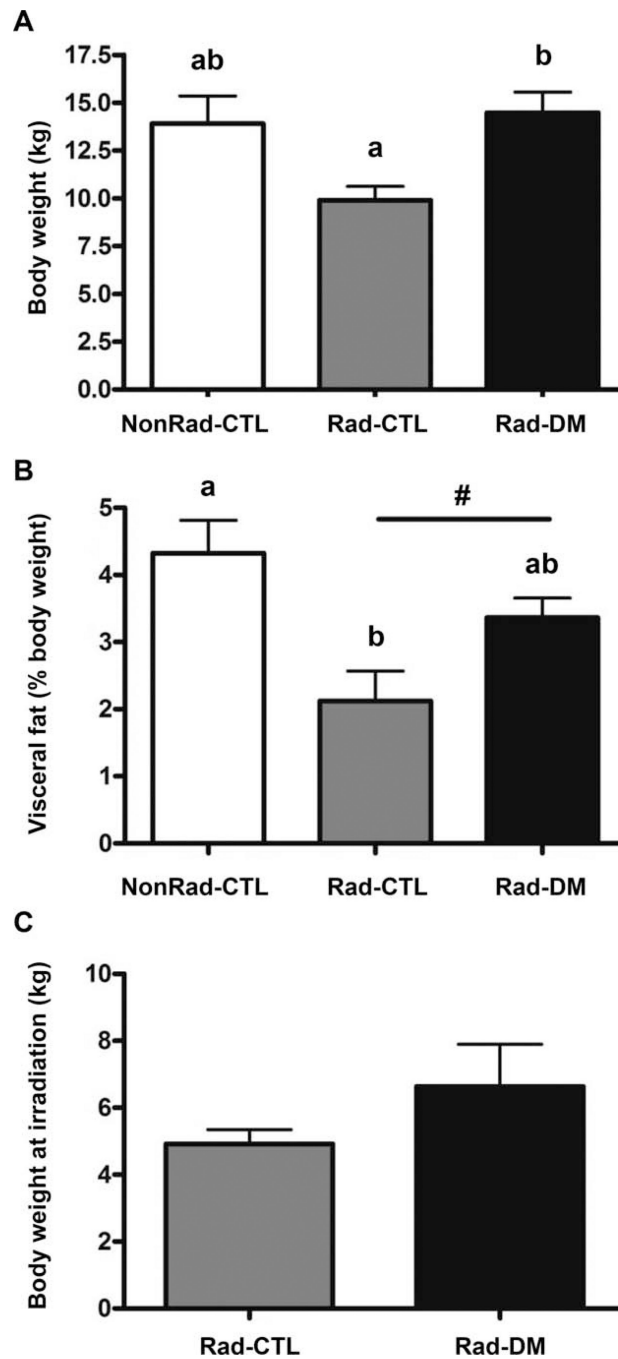 A
Body weight (kg)
17.5
15.0
12.5
10.0
7.5
5.0
2.5
0.0
ab
a
b
NonRad-CTL Rad-CTL Rad-DM
B
Visceral fat (% body weight)
5
4
3
2
1
0
a
b
#
ab
NonRad-CTL Rad-CTL Rad-DM
C
Body weight at irradiation (kg)
10
8
6
4
2
0
Rad-CTL Rad-DM